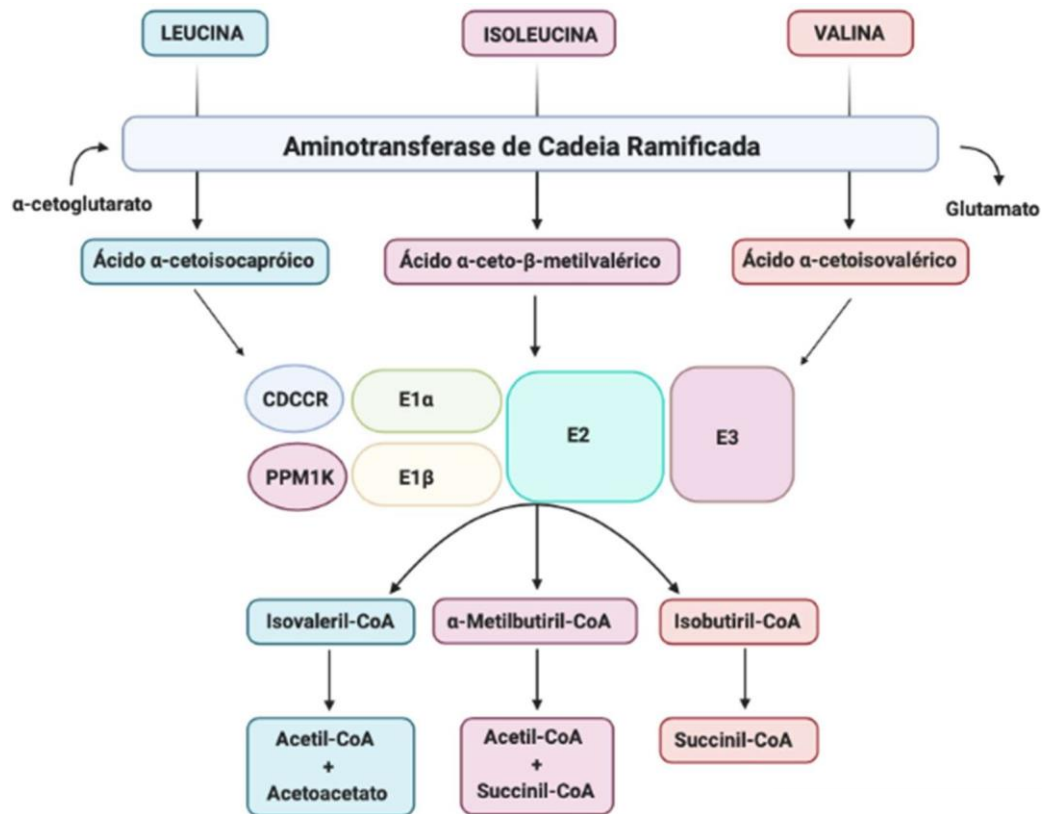 LEUCINA
ISOLEUCINA
VALINA
Aminotransferase de Cadeia Ramificada
α-cetoglutarato
Glutamato
Ácido α-cetoisocapróico
Ácido α-ceto-β-metilvalérico
Ácido α-cetoisovalérico
CDCCR
E1α
E2
E3
PPM1K
E1β
Isovaleril-CoA
α-Metilbutiril-CoA
Isobutiril-CoA
Acetil-CoA
+
Acetoacetato
Acetil-CoA
+
Succinil-CoA
Succinil-CoA